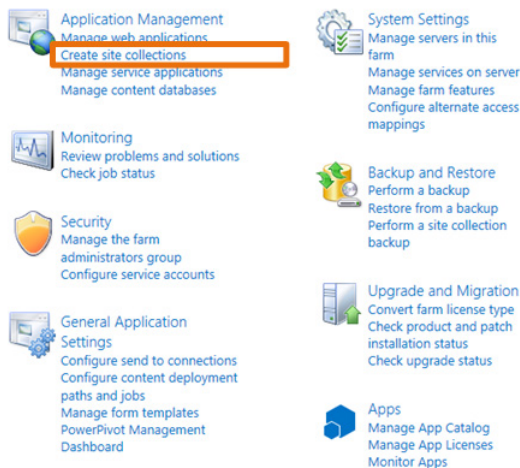 Application Management
Manage web applications
Create site collections
Manage service applications
Manage content databases
Monitoring
Review problems and solutions
Check job status
Security
Manage the farm
administrators group
Configure service accounts
General Application
Settings
Configure send to connections
Configure content deployment
paths and jobs
Manage form templates
PowerPivot Management
Dashboard
System Settings
Manage servers in this
farm
Manage services on server
Manage farm features
Configure alternate access
mappings
Backup and Restore
Perform a backup
Restore from a backup
Perform a site collection
backup
Upgrade and Migration
Convert farm license type
Check product and patch
installation status
Check upgrade status
Apps
Manage App Catalog
Manage App Licenses
Monitor Apps